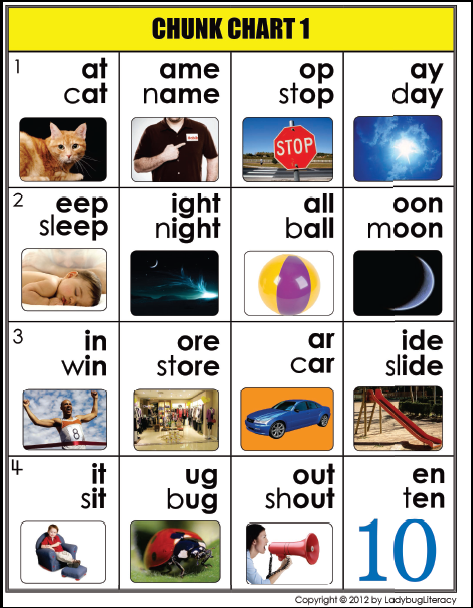 CHUNK CHART 1
1
at
cat
ame
name
op
stop
STOP
ay
day
2
eep
sleep
ight
night
all
ball
oon
moon
3
in
win
8
ore
store
ar
car
ide
slide
4
it
sit
ug
bug
out
shout
en
ten
10
Copyright © 2012 by LadybugLiteracy